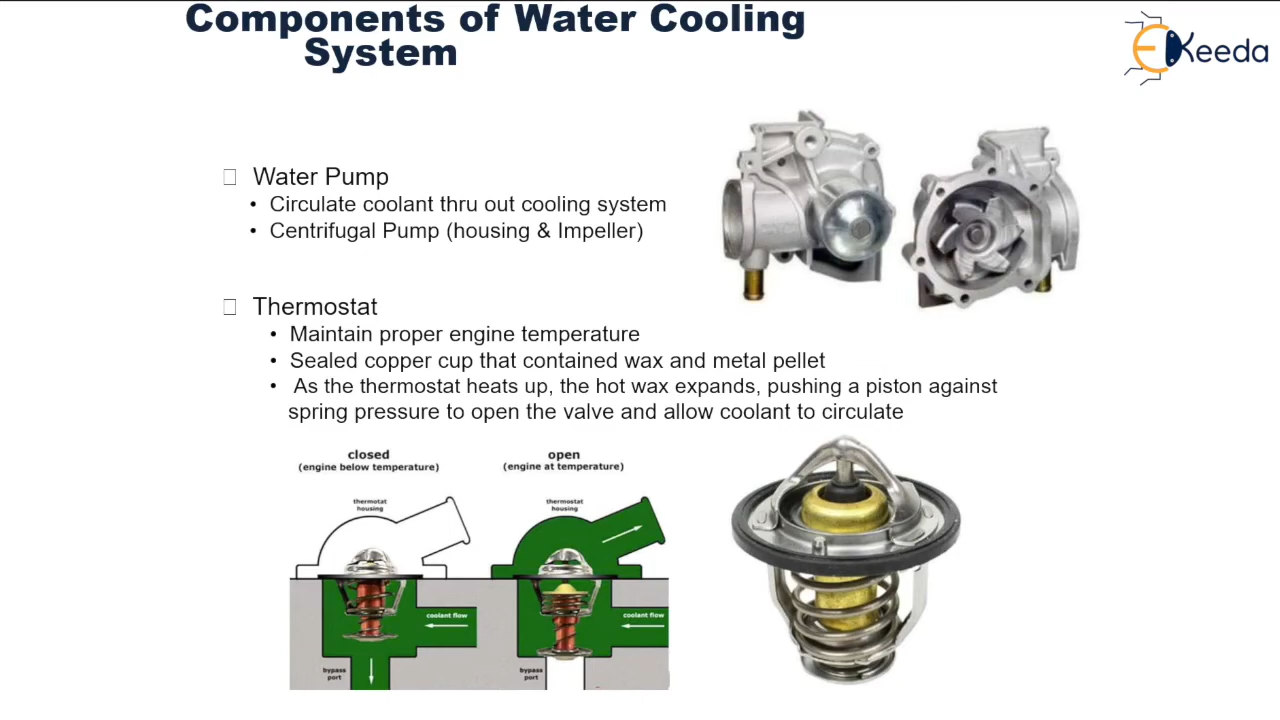 Components of Water Cooling
System
EKeeda
Water Pump
• Circulate coolant thru out cooling system
• Centrifugal Pump (housing & Impeller)
Thermostat
• Maintain proper engine temperature
• Sealed copper cup that contained wax and metal pellet
• As the thermostat heats up, the hot wax expands, pushing a piston against
spring pressure to open the valve and allow coolant to circulate
closed
(engine below temperature)
thermotat
housing
coolant flow
bypass
port
open
(engine at temperature)
thermostat
housing
coolant flow
bypass
port